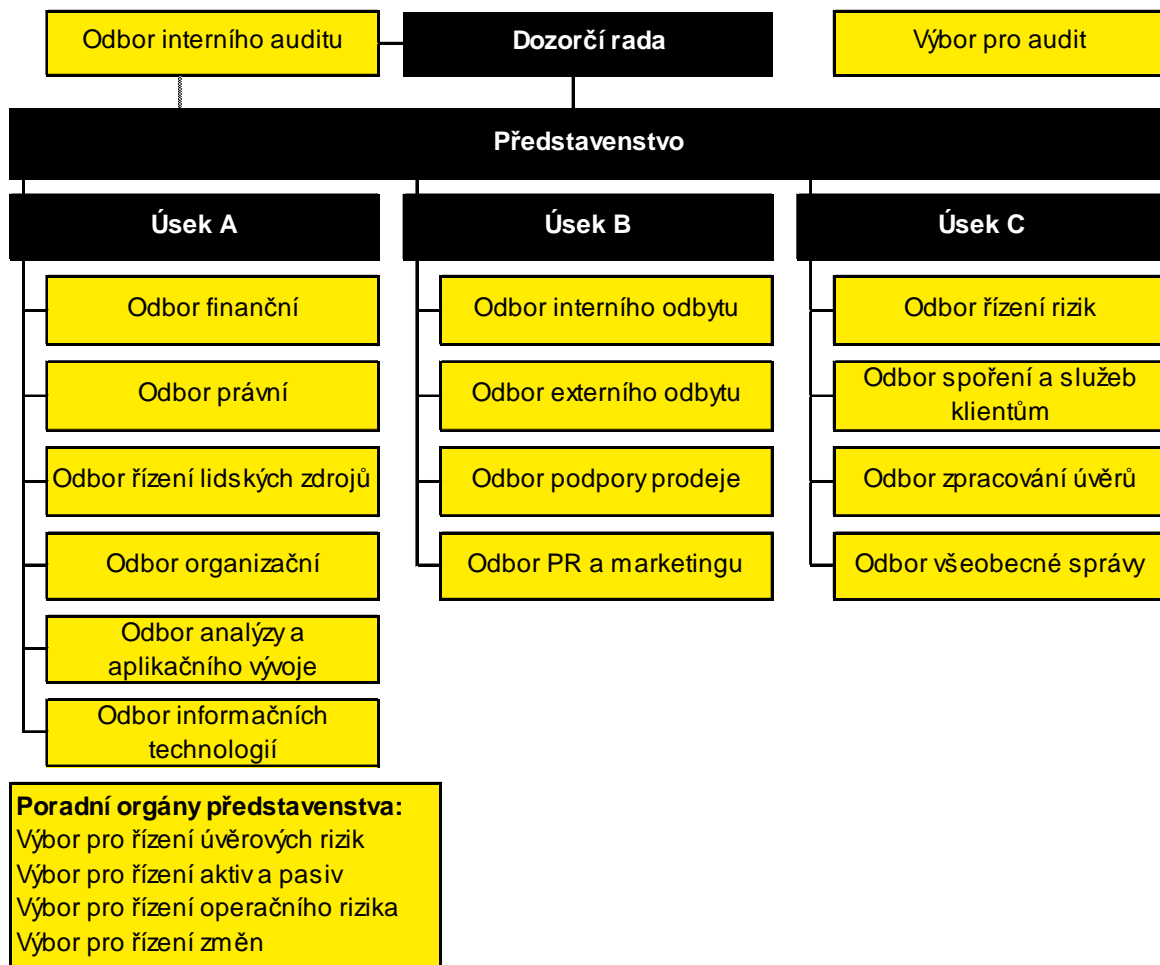 Odbor interního auditu
Dozorčí rada
Výbor pro audit
Představenstvo
Úsek A
Úsek B
Úsek C
Odbor finanční
Odbor interního odbytu
Odbor řízení rizik
Odbor právní
Odbor externího odbytu
Odbor spoření a služeb
klientům
Odbor řízení lidských zdrojů
Odbor podpory prodeje
Odbor zpracování úvěrů
Odbor organizační
Odbor PR a marketingu
Odbor všeobecné správy
Odbor analýzy a
aplikačního vývoje
Odbor informačních
technologií
Poradní orgány představenstva:
Výbor pro řízení úvěrových rizik
Výbor pro řízení aktiv a pasiv
Výbor pro řízení operačního rizika
Výbor pro řízení změn